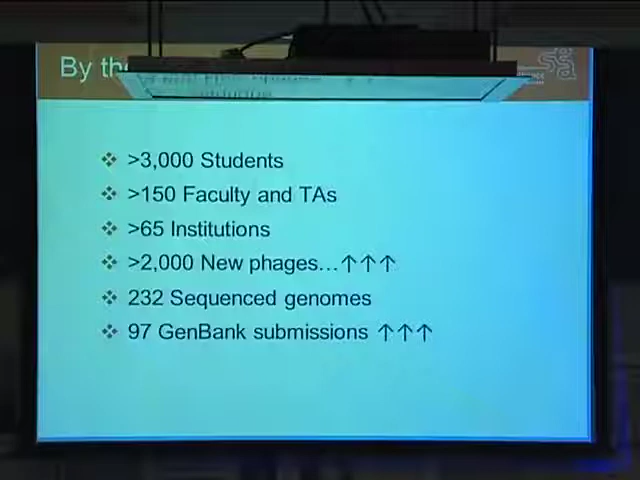 By the
>3,000 Students
>150 Faculty and TAs
>65 Institutions
>2,000 New phages…↑↑↑
232 Sequenced genomes
97 GenBank submissions ↑↑↑